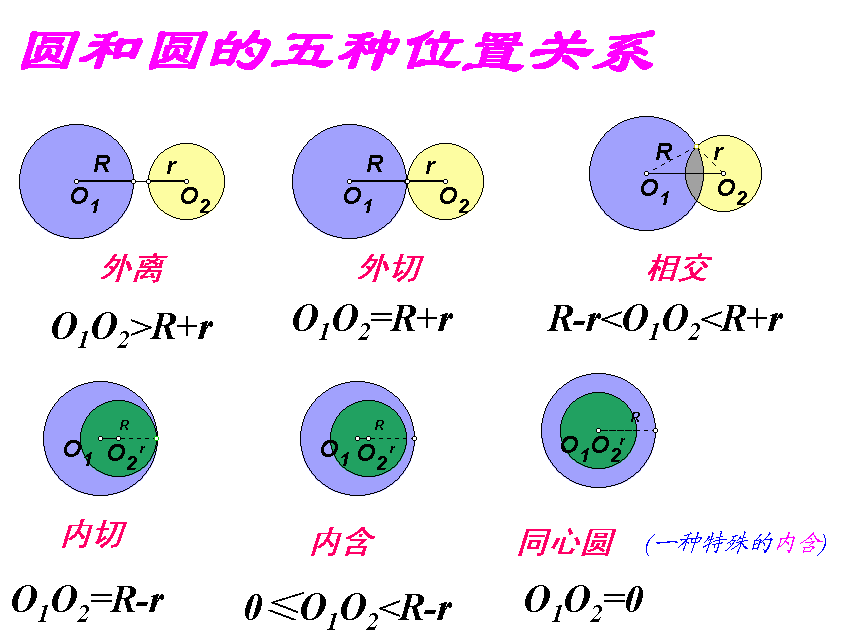 圆和圆的五种位置关系
R r O1 O2
R r O1 O2
R r O1 O2
外离 外切 相交
O1O2>R+r O1O2=R+r R-r<O1O2<R+r
R O1 O2 r
R O1 O2 r
R O1 O2 r
内切 内含 同心圆 (一种特殊的内含)
O1O2=R-r 0≤O1O2<R-r O1O2=0